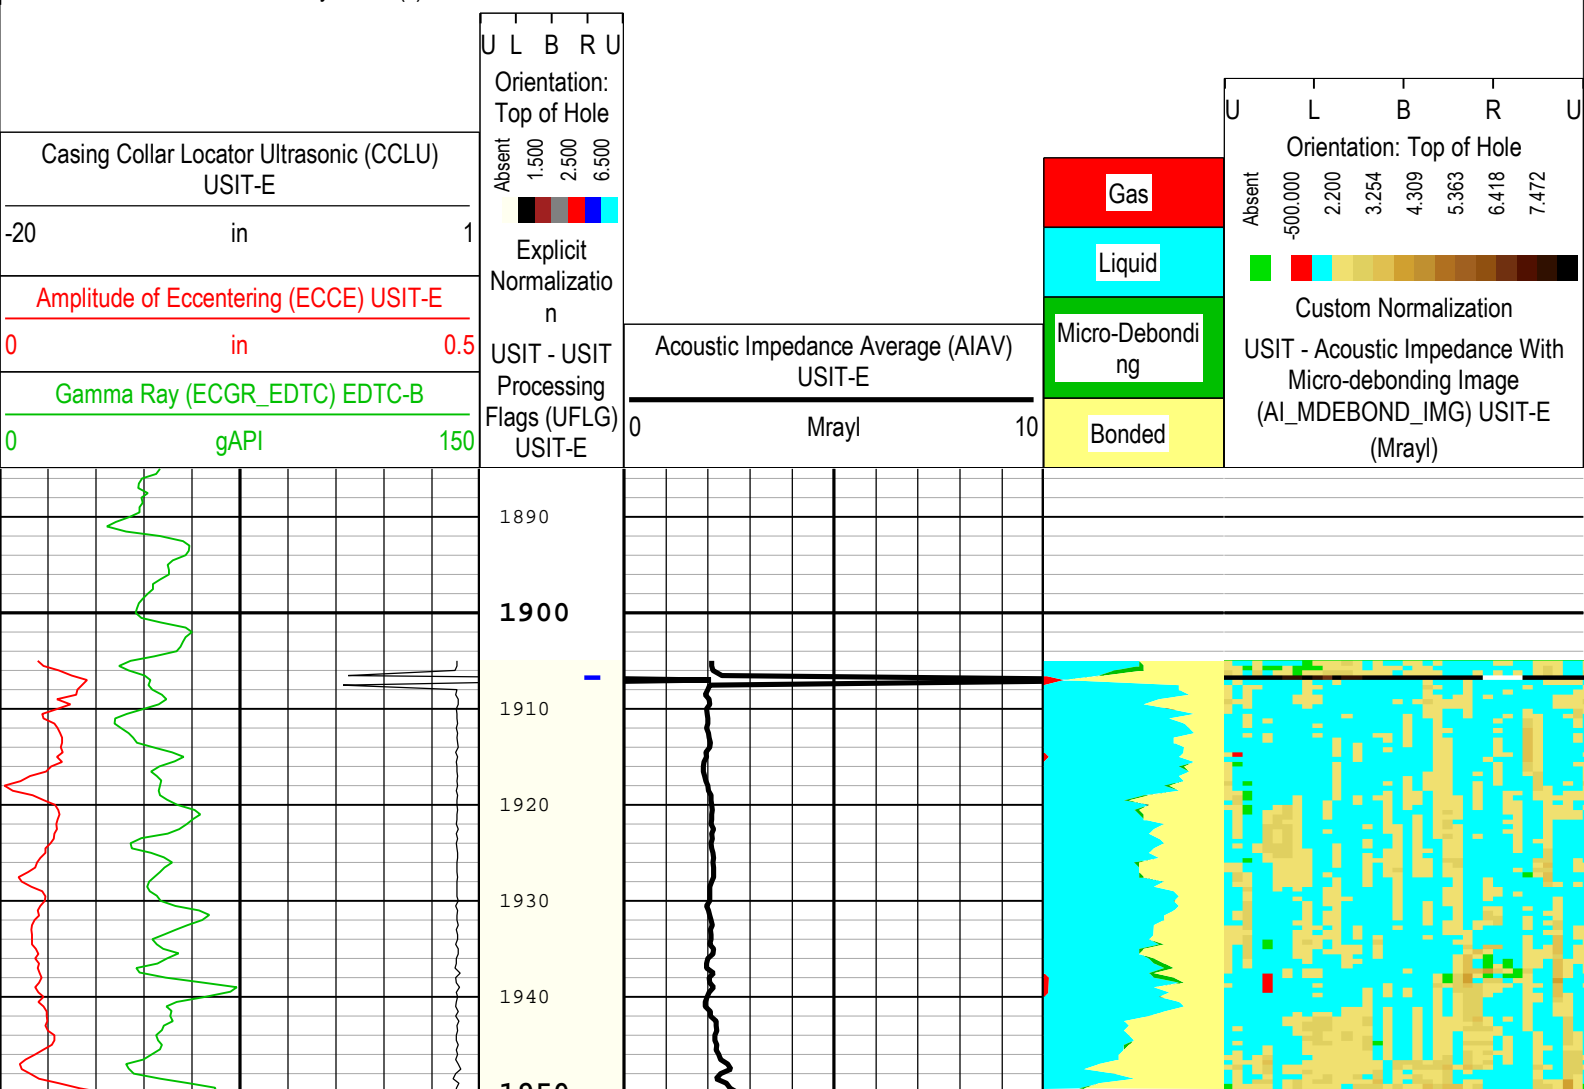 U L B R U
Orientation:
Top of Hole
Absent
1.500
2.500
6.500
Explicit
Normalizatio
n
USIT - USIT
Processing
Flags (UFLG)
USIT-E
Casing Collar Locator Ultrasonic (CCLU)
USIT-E
-20 in 1
Amplitude of Eccentering (ECCE) USIT-E
0 in 0.5
Gamma Ray (ECGR_EDTC) EDTC-B
0 gAPI 150
Acoustic Impedance Average (AIAV)
USIT-E
0 Mrayl 10
Gas
Liquid
Micro-Debondi
ng
Bonded
U L B R U
Orientation: Top of Hole
Absent
-500.000
2.200
3.254
4.309
5.363
6.418
7.472
Custom Normalization
USIT - Acoustic Impedance With
Micro-debonding Image
(AI_MDEBOND_IMG) USIT-E
(Mrayl)
1890
1900
1910
1920
1930
1940